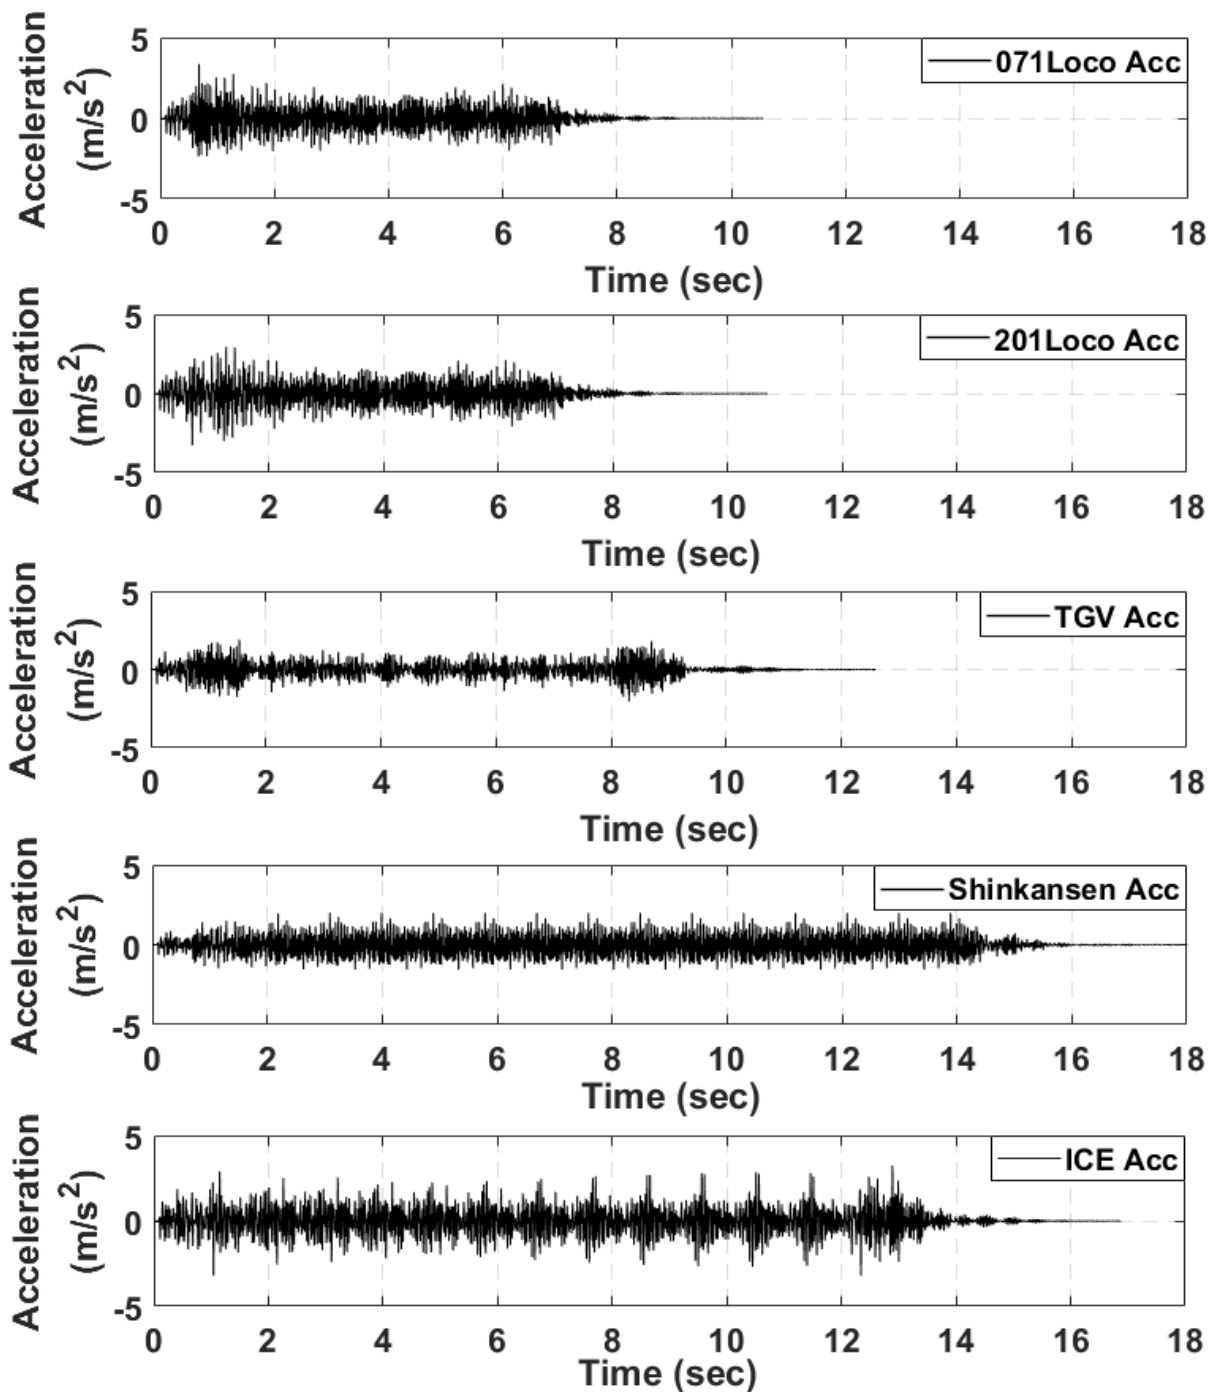 Acceleration
(m/s²)
5
0
-5
071Loco Acc
0 2 4 6 8 10 12 14 16 18
Time (sec)
Acceleration
(m/s²)
5
0
-5
201Loco Acc
0 2 4 6 8 10 12 14 16 18
Time (sec)
Acceleration
(m/s²)
5
0
-5
TGV Acc
0 2 4 6 8 10 12 14 16 18
Time (sec)
Acceleration
(m/s²)
5
0
-5
Shinkansen Acc
0 2 4 6 8 10 12 14 16 18
Time (sec)
Acceleration
(m/s²)
5
0
-5
ICE Acc
0 2 4 6 8 10 12 14 16 18
Time (sec)